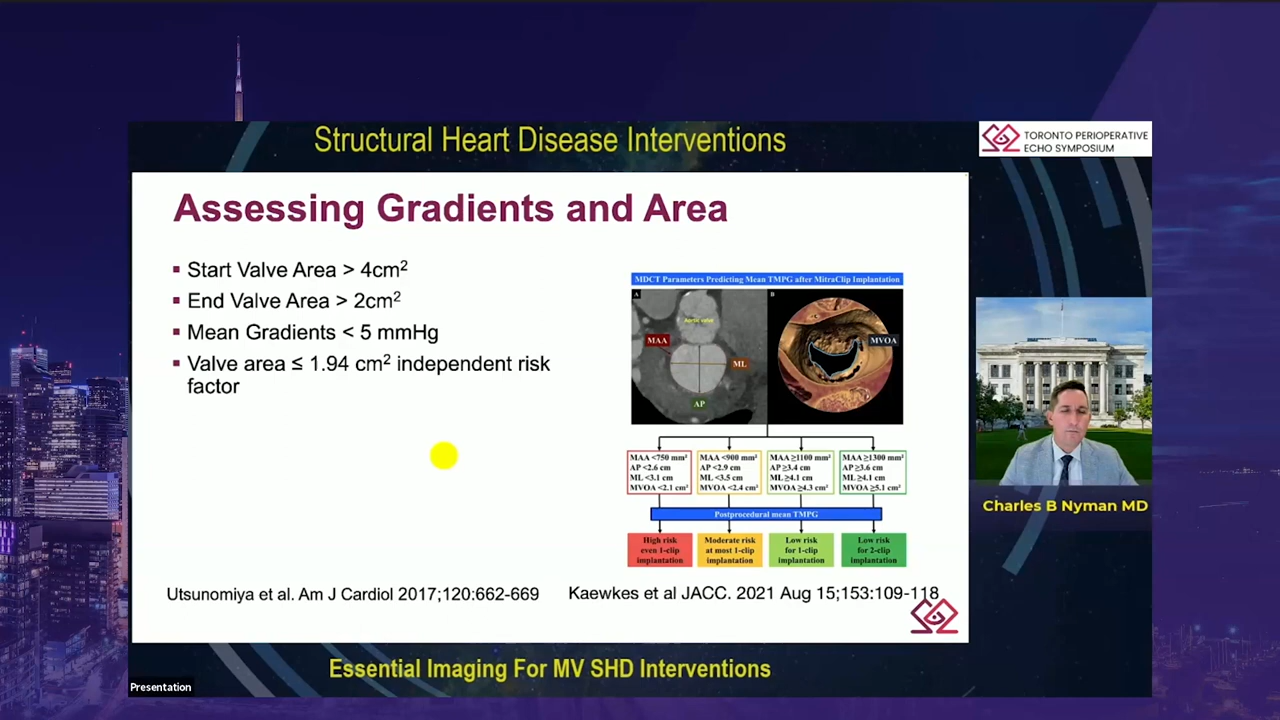 Structural Heart Disease Interventions
TORONTO PERIOPERATIVE
ECHO SYMPOSIUM
Assessing Gradients and Area
▪ Start Valve Area > 4cm²
▪ End Valve Area > 2cm²
▪ Mean Gradients < 5 mmHg
▪ Valve area ≤ 1.94 cm² independent risk
factor
MDCT Parameters Predicting Mean TMPG after MitraClip Implantation
A
B
Aortic valve
MAA
ML
AP
MVOA
MAA <750 mm²
AP <2.6 cm
ML <3.1 cm
MVOA <2.1 cm²
MAA <900 mm²
AP <2.9 cm
ML <3.5 cm
MVOA <2.4 cm²
MAA ≥1100 mm²
AP ≥3.4 cm
ML ≥4.1 cm
MVOA ≥4.3 cm²
MAA ≥1300 mm²
AP ≥3.6 cm
ML ≥4.1 cm
MVOA ≥5.1 cm²
Postprocedural mean TMPG
High risk
even 1-clip
implantation
Moderate risk
at most 1-clip
implantation
Low risk
for 1-clip
implantation
Low risk
for 2-clip
implantation
Utsunomiya et al. Am J Cardiol 2017;120:662-669
Kaewkes et al JACC. 2021 Aug 15;153:109-118
Charles B Nyman MD
Essential Imaging For MV SHD Interventions
Presentation